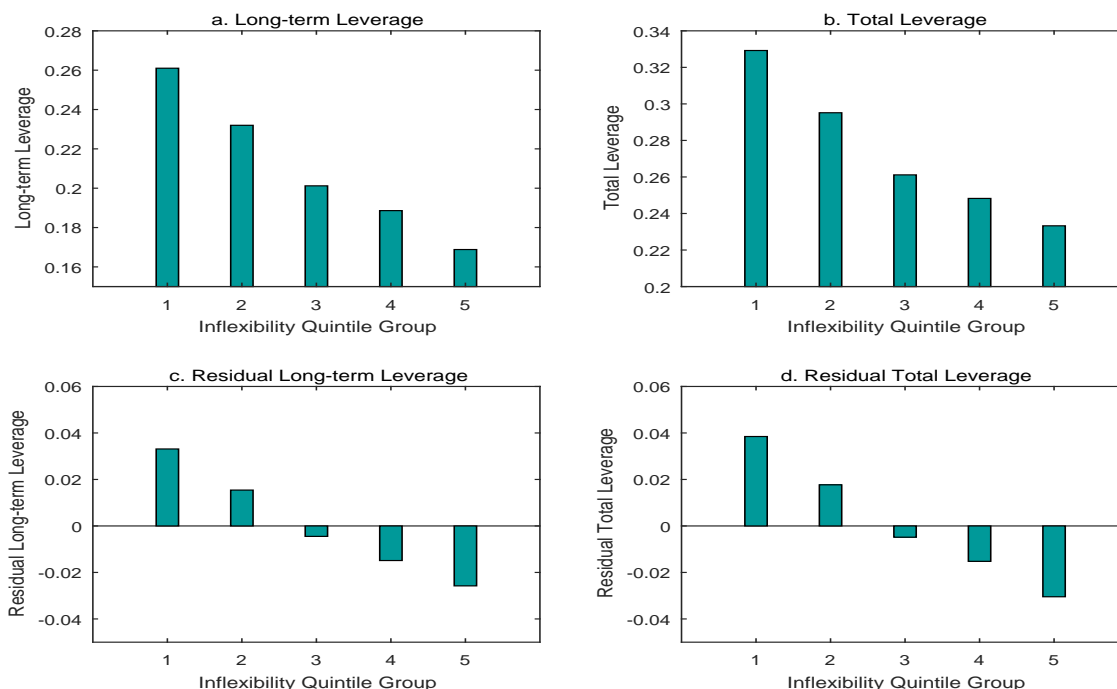 a. Long-term Leverage
Long-term Leverage
0.28
0.26
0.24
0.22
0.2
0.18
0.16
1 2 3 4 5
Inflexibility Quintile Group
b. Total Leverage
Total Leverage
0.34
0.32
0.3
0.28
0.26
0.24
0.22
0.2
1 2 3 4 5
Inflexibility Quintile Group
c. Residual Long-term Leverage
Residual Long-term Leverage
0.06
0.04
0.02
0
-0.02
-0.04
1 2 3 4 5
Inflexibility Quintile Group
d. Residual Total Leverage
Residual Total Leverage
0.06
0.04
0.02
0
-0.02
-0.04
1 2 3 4 5
Inflexibility Quintile Group